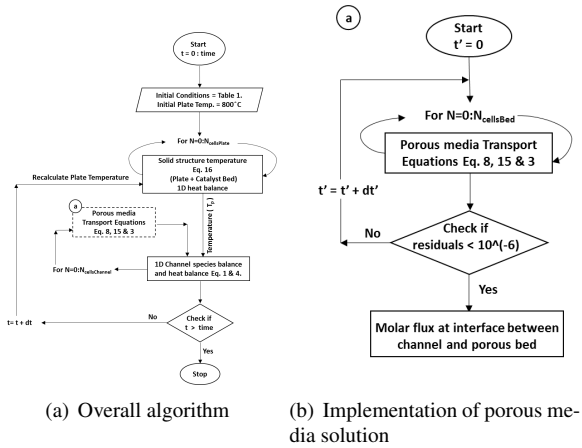 Start
t = 0 : time
Initial Conditions = Table 1.
Initial Plate Temp. = 800°C
For N=0:NcellsPlate
Solid structure temperature
Eq. 16
(Plate + Catalyst Bed)
1D heat balance
Recalculate Plate Temperature
Temperature ( Tp )
a
Porous media
Transport Equations
Eq. 8, 15 & 3
For N=0:NcellsChannel
1D Channel species balance
and heat balance Eq. 1 & 4.
No
Check if
t > time
t= t + dt
Yes
Stop
(a) Overall algorithm
a
Start
t' = 0
For N=0:NcellsBed
Porous media Transport
Equations Eq. 8, 15 & 3
t' = t' + dt'
No
Check if
residuals < 10^(-6)
Yes
Molar flux at interface between
channel and porous bed
(b) Implementation of porous me-
dia solution